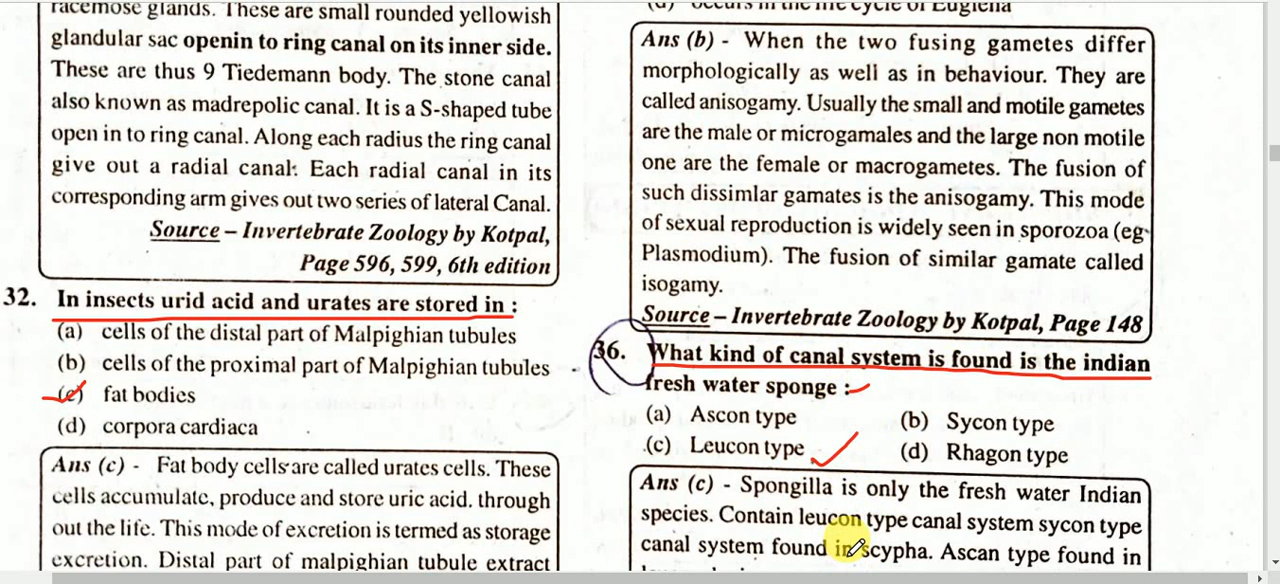 racemose glands. These are small rounded yellowish
glandular sac openin to ring canal on its inner side.
These are thus 9 Tiedemann body. The stone canal
also known as madrepolic canal. It is a S-shaped tube
open in to ring canal. Along each radius the ring canal
give out a radial canal: Each radial canal in its
corresponding arm gives out two series of lateral Canal.
Source – Invertebrate Zoology by Kotpal,
Page 596, 599, 6th edition
32. In insects urid acid and urates are stored in :
(a) cells of the distal part of Malpighian tubules
(b) cells of the proximal part of Malpighian tubules
(c) fat bodies
(d) corpora cardiaca
Ans (c) - Fat body cells are called urates cells. These
cells accumulate, produce and store uric acid. through
out the life. This mode of excretion is termed as storage
excretion. Distal part of malpighian tubule extract
(d) occurs in the life cycle of Euglena
Ans (b) - When the two fusing gametes differ
morphologically as well as in behaviour. They are
called anisogamy. Usually the small and motile gametes
are the male or microgamales and the large non motile
one are the female or macrogametes. The fusion of
such dissimlar gamates is the anisogamy. This mode
of sexual reproduction is widely seen in sporozoa (eg
Plasmodium). The fusion of similar gamate called
isogamy.
Source – Invertebrate Zoology by Kotpal, Page 148
36. What kind of canal system is found is the indian
fresh water sponge :
(a) Ascon type (b) Sycon type
(c) Leucon type (d) Rhagon type
Ans (c) - Spongilla is only the fresh water Indian
species. Contain leucon type canal system sycon type
canal system found in scypha. Ascan type found in